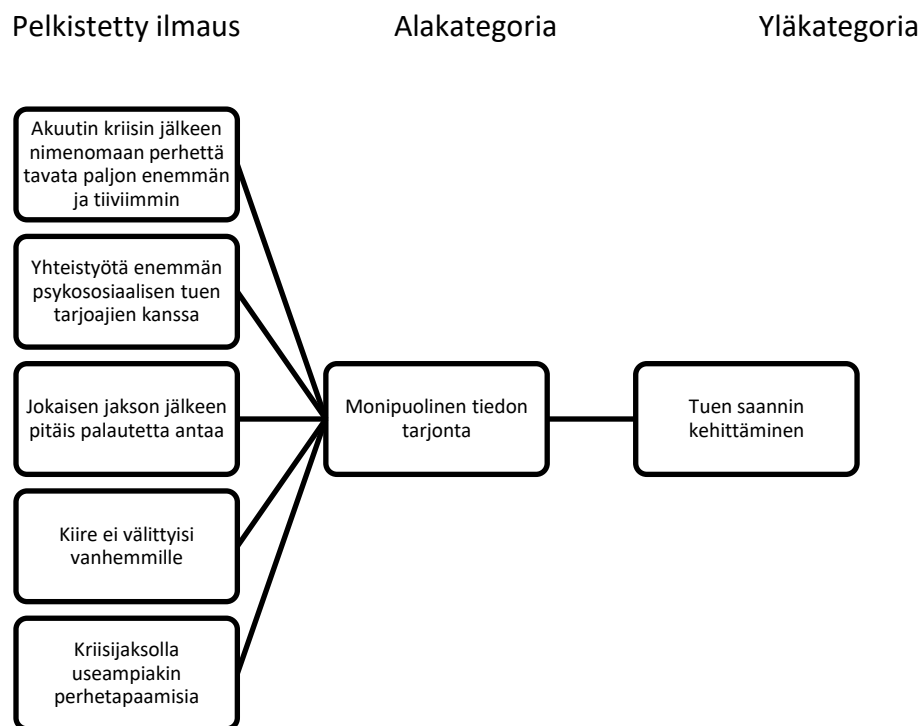 Pelkistetty ilmaus
Alakategoria
Yläkategoria
Akuutin kriisin jälkeen
nimenomaan perhettä
tavata paljon enemmän
ja tiiviimmin
Yhteistyötä enemmän
psykososiaalisen tuen
tarjoajien kanssa
Jokaisen jakson jälkeen
pitäis palautetta antaa
Kiire ei välittyisi
vanhemmille
Kriisijaksolla
useampiakin
perhetapaamisia
Monipuolinen tiedon
tarjonta
Tuen saannin
kehittäminen